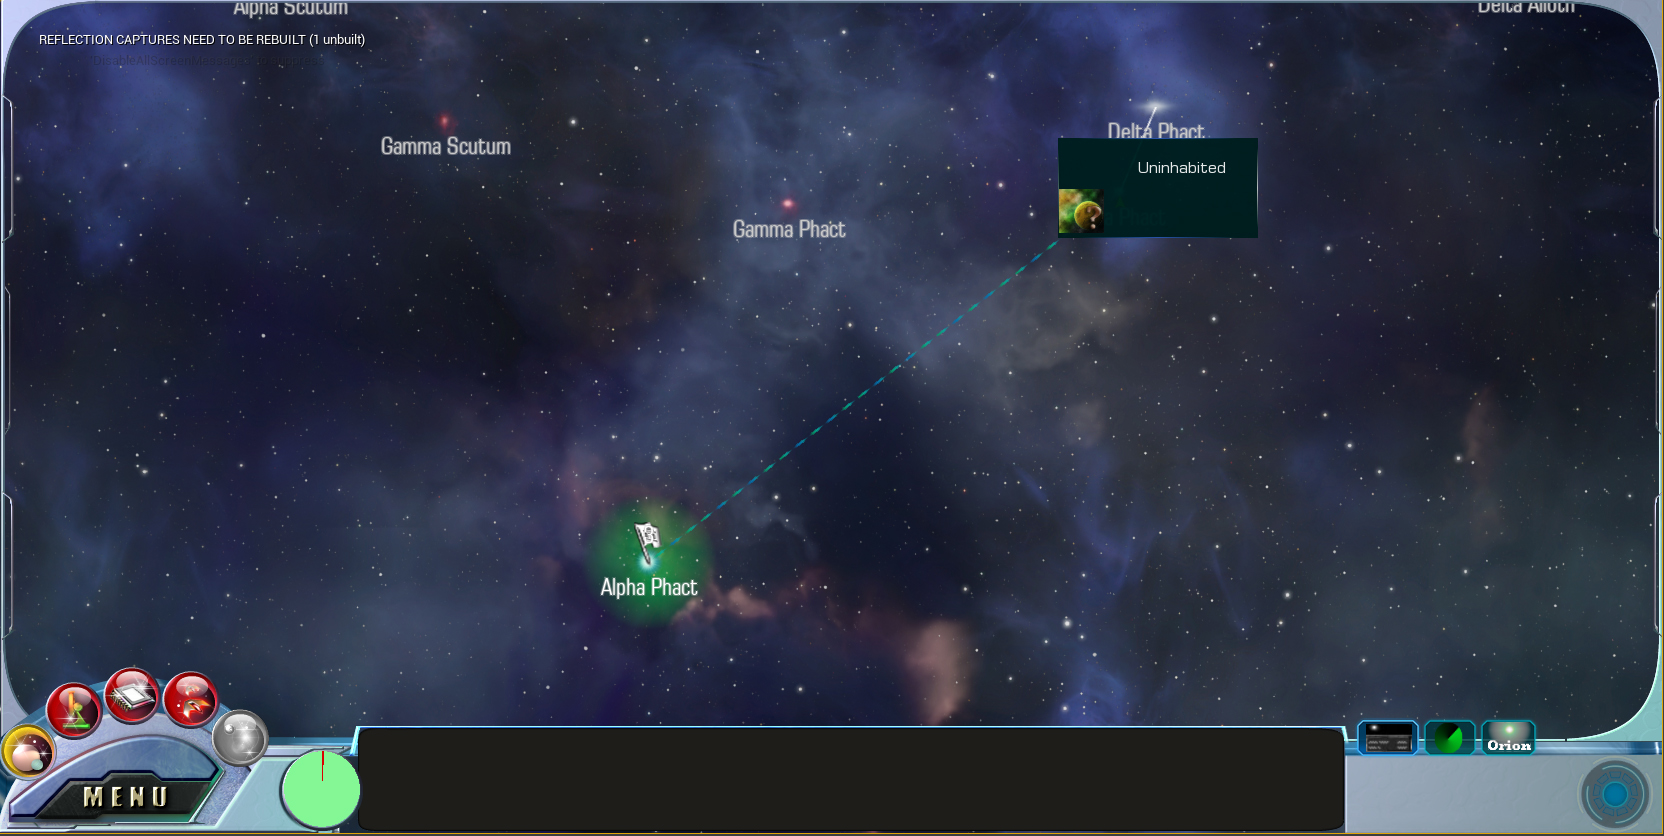 Alpha Scutum
Delta Alioth
REFLECTION CAPTURES NEED TO BE REBUILT (1 unbuilt)
Gamma Scutum
Delta Phact
Uninhabited
Phact
Gamma Phact
Alpha Phact
Orion
MENU